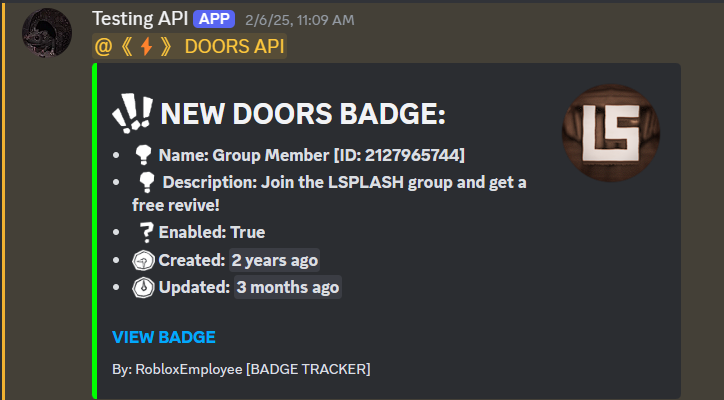 Testing API APP 2/6/25, 11:09 AM
@《⚡》 DOORS API
NEW DOORS BADGE:
LS
• Name: Group Member [ID: 2127965744]
• Description: Join the LSPLASH group and get a
free revive!
• ? Enabled: True
• Created: 2 years ago
• Updated: 3 months ago
VIEW BADGE
By: RobloxEmployee [BADGE TRACKER]